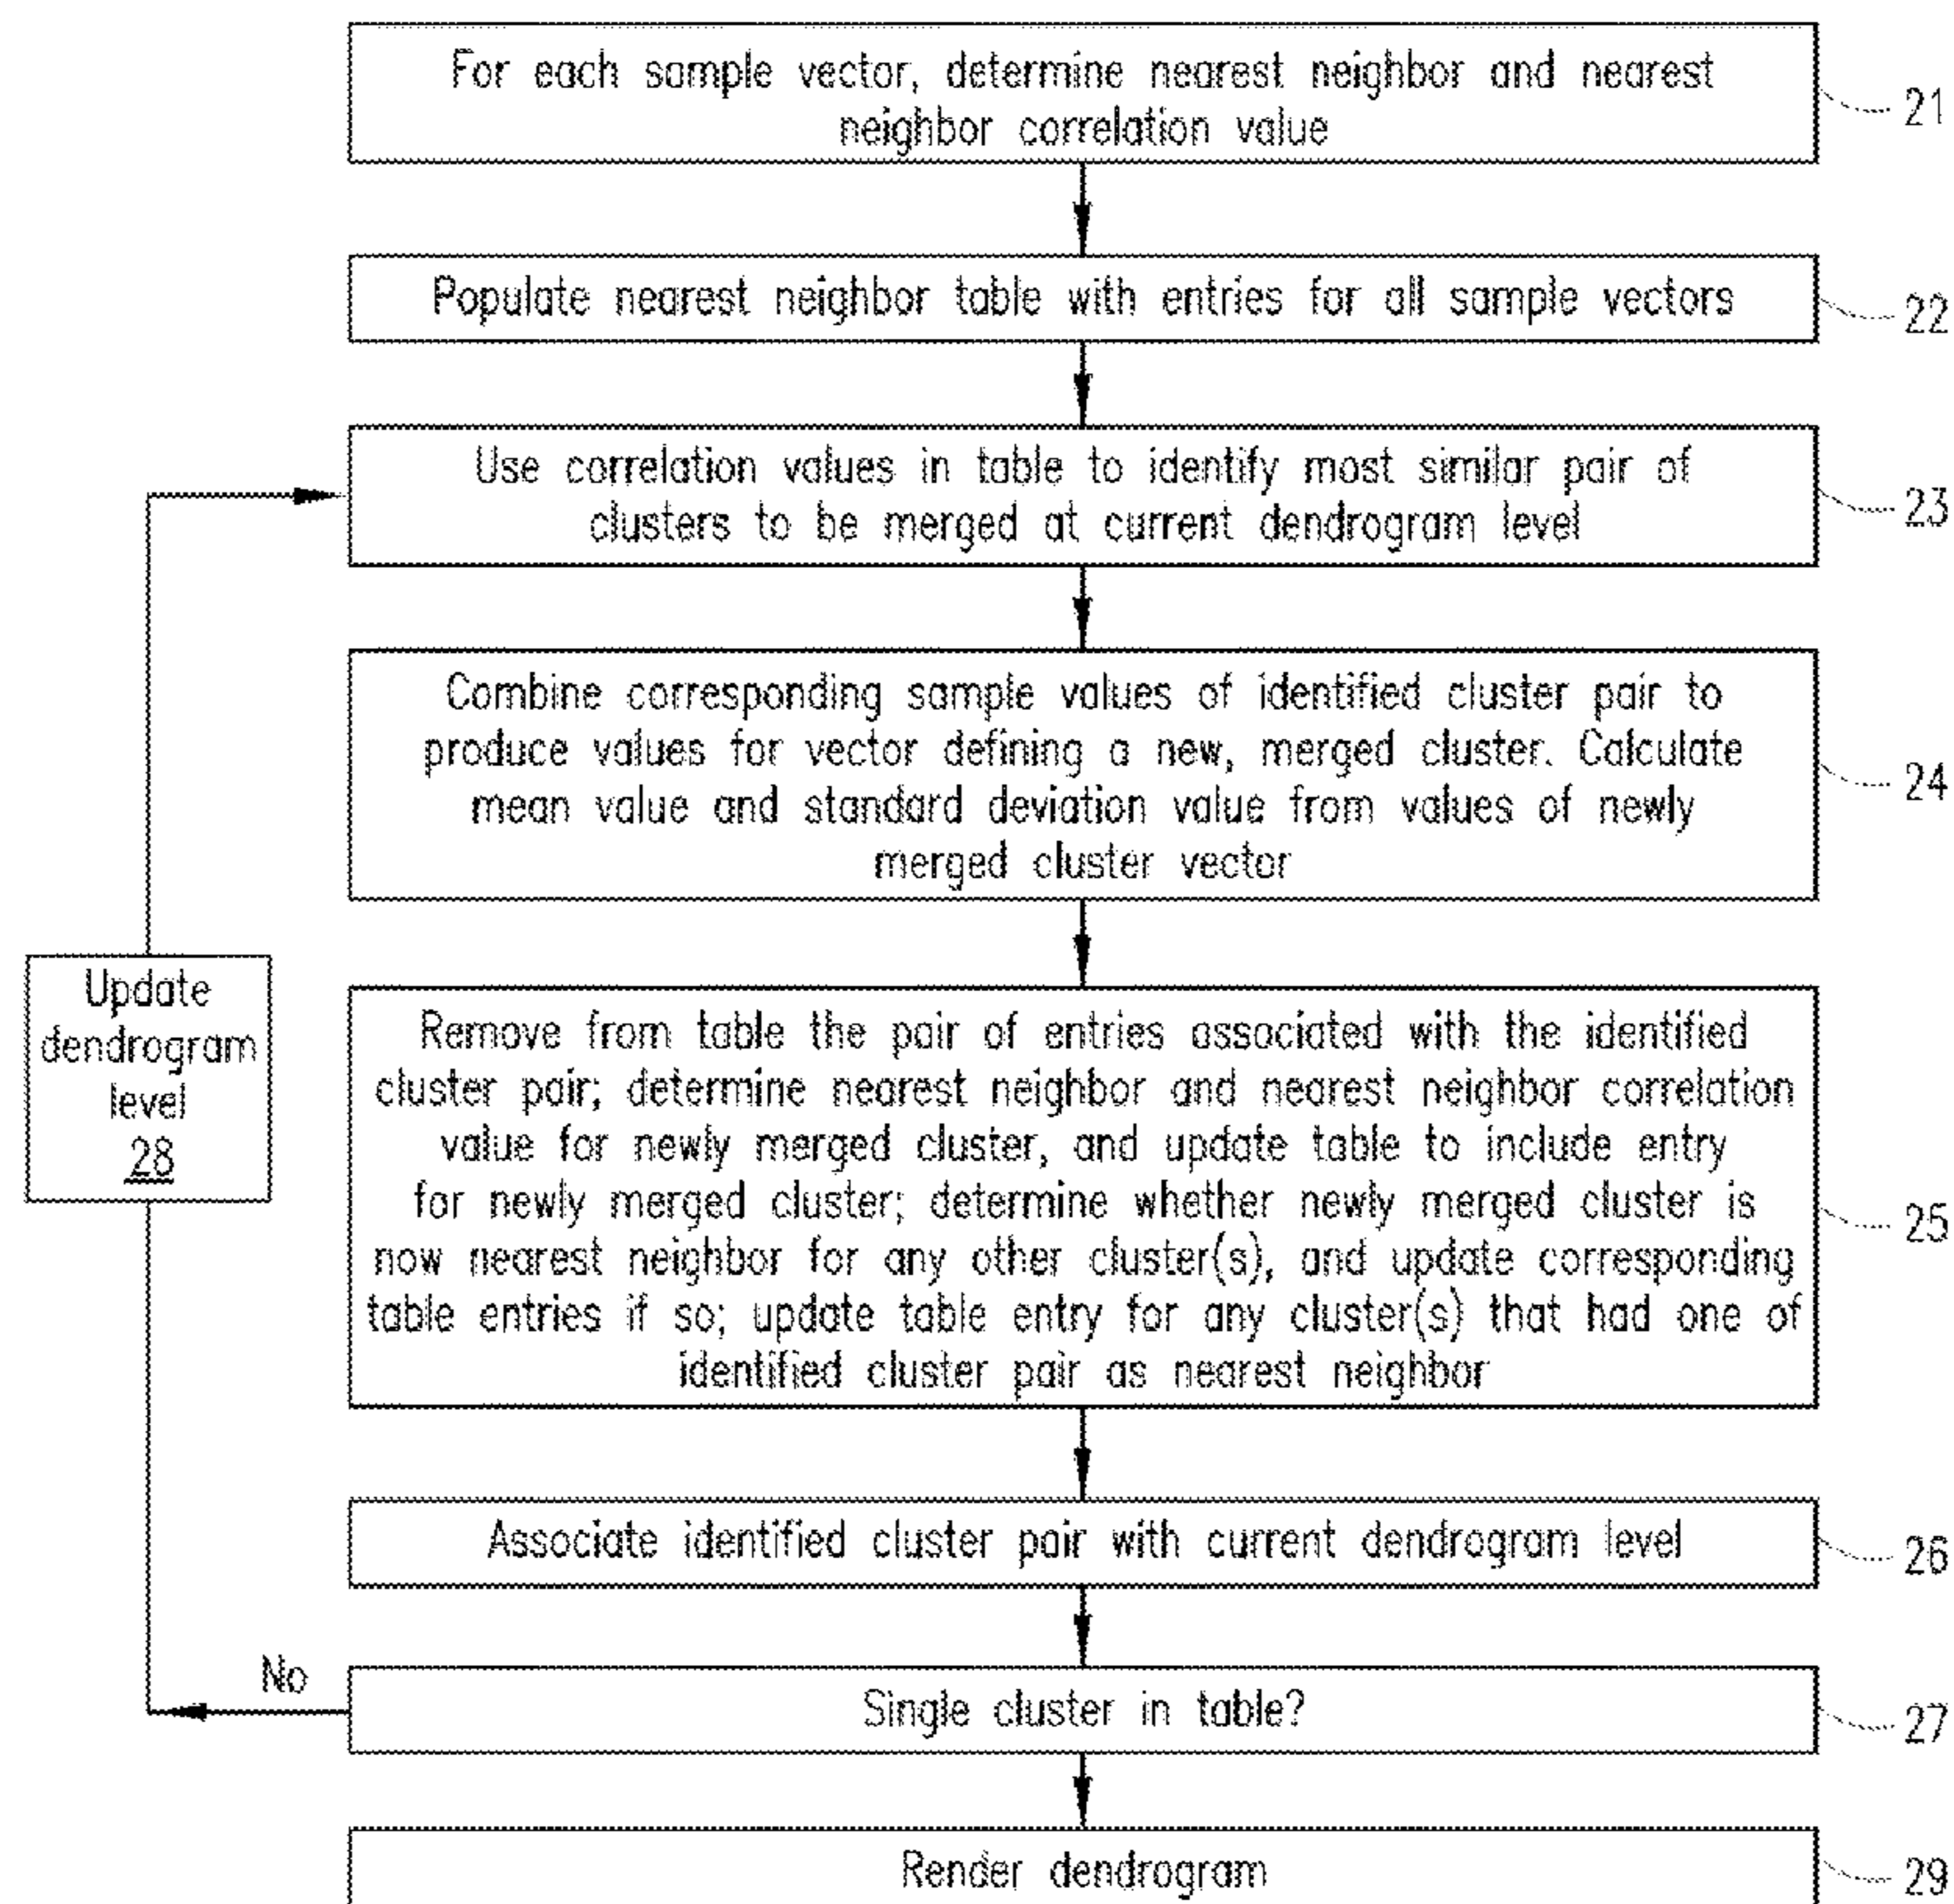 For each sample vector, determine nearest neighbor and nearest
neighbor correlation value
21
Populate nearest neighbor table with entries for all sample vectors
22
Use correlation values in table to identify most similar pair of
clusters to be merged at current dendrogram level
23
Combine corresponding sample values of identified cluster pair to
produce values for vector defining a new, merged cluster. Calculate
mean value and standard deviation value from values of newly
merged cluster vector
24
Update
dendrogram
level
28
Remove from table the pair of entries associated with the identified
cluster pair; determine nearest neighbor and nearest neighbor correlation
value for newly merged cluster, and update table to include entry
for newly merged cluster; determine whether newly merged cluster is
now nearest neighbor for any other cluster(s), and update corresponding
table entries if so; update table entry for any cluster(s) that had one of
identified cluster pair as nearest neighbor
25
Associate identified cluster pair with current dendrogram level
26
No
Single cluster in table?
27
Render dendrogram
29